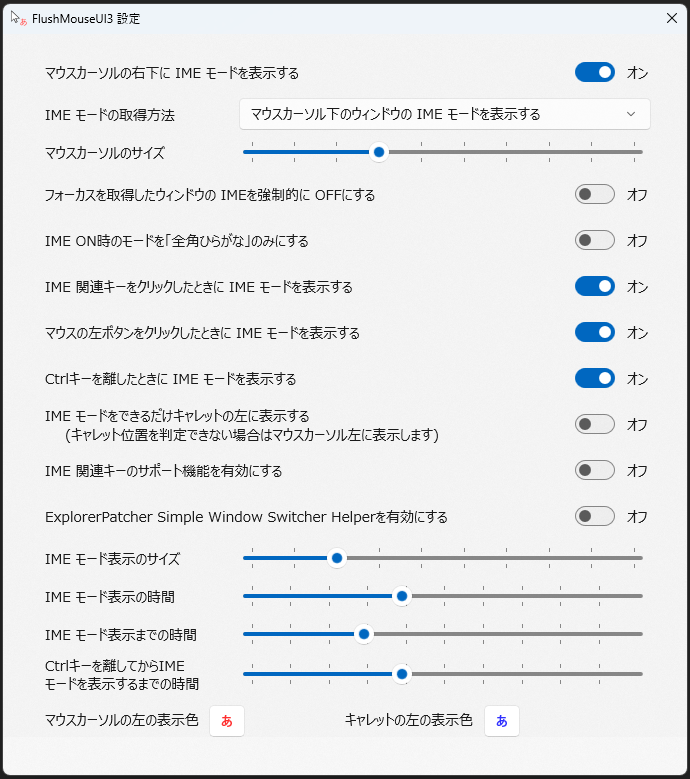 FlushMouseUI3 設定
マウスカーソルの右下に IME モードを表示する オン
IME モードの取得方法 マウスカーソル下のウィンドウの IME モードを表示する
マウスカーソルのサイズ
フォーカスを取得したウィンドウの IMEを強制的に OFFにする オフ
IME ON時のモードを「全角ひらがな」のみにする オフ
IME 関連キーをクリックしたときに IME モードを表示する オン
マウスの左ボタンをクリックしたときに IME モードを表示する オン
Ctrlキーを離したときに IME モードを表示する オン
IME モードをできるだけキャレットの左に表示する
(キャレット位置を判定できない場合はマウスカーソル左に表示します) オフ
IME 関連キーのサポート機能を有効にする オフ
ExplorerPatcher Simple Window Switcher Helperを有効にする オフ
IME モード表示のサイズ
IME モード表示の時間
IME モード表示までの時間
Ctrlキーを離してからIME
モードを表示するまでの時間
マウスカーソルの左の表示色 あ キャレットの左の表示色 あ